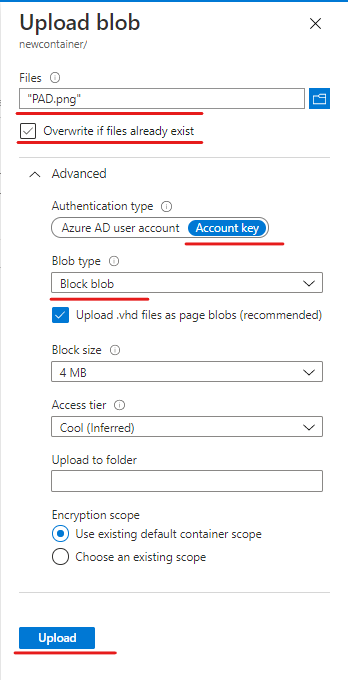 Upload blob
newcontainer/
Files
"PAD.png"
Overwrite if files already exist
Advanced
Authentication type
Azure AD user account Account key
Blob type
Block blob
Upload .vhd files as page blobs (recommended)
Block size
4 MB
Access tier
Cool (Inferred)
Upload to folder
Encryption scope
Use existing default container scope
Choose an existing scope
Upload